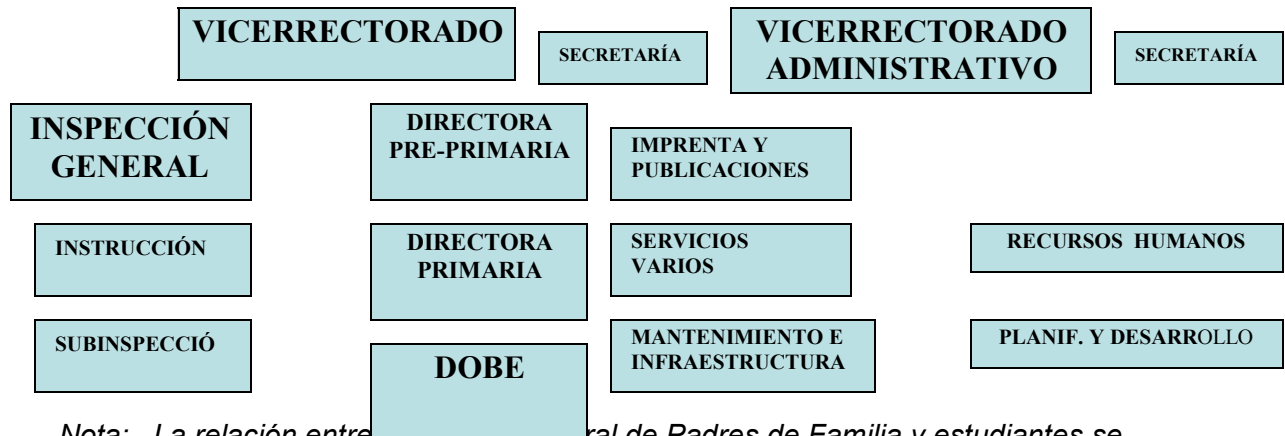 VICERRECTORADO
SECRETARÍA
VICERRECTORADO
ADMINISTRATIVO
SECRETARÍA
INSPECCIÓN
GENERAL
DIRECTORA
PRE-PRIMARIA
IMPRENTA Y
PUBLICACIONES
INSTRUCCIÓN
DIRECTORA
PRIMARIA
SERVICIOS
VARIOS
RECURSOS HUMANOS
SUBINSPECCIÓ
DOBE
MANTENIMIENTO E
INFRAESTRUCTURA
PLANIF. Y DESARROLLO
Nota: La relación entre ral de Padres de Familia y estudiantes se